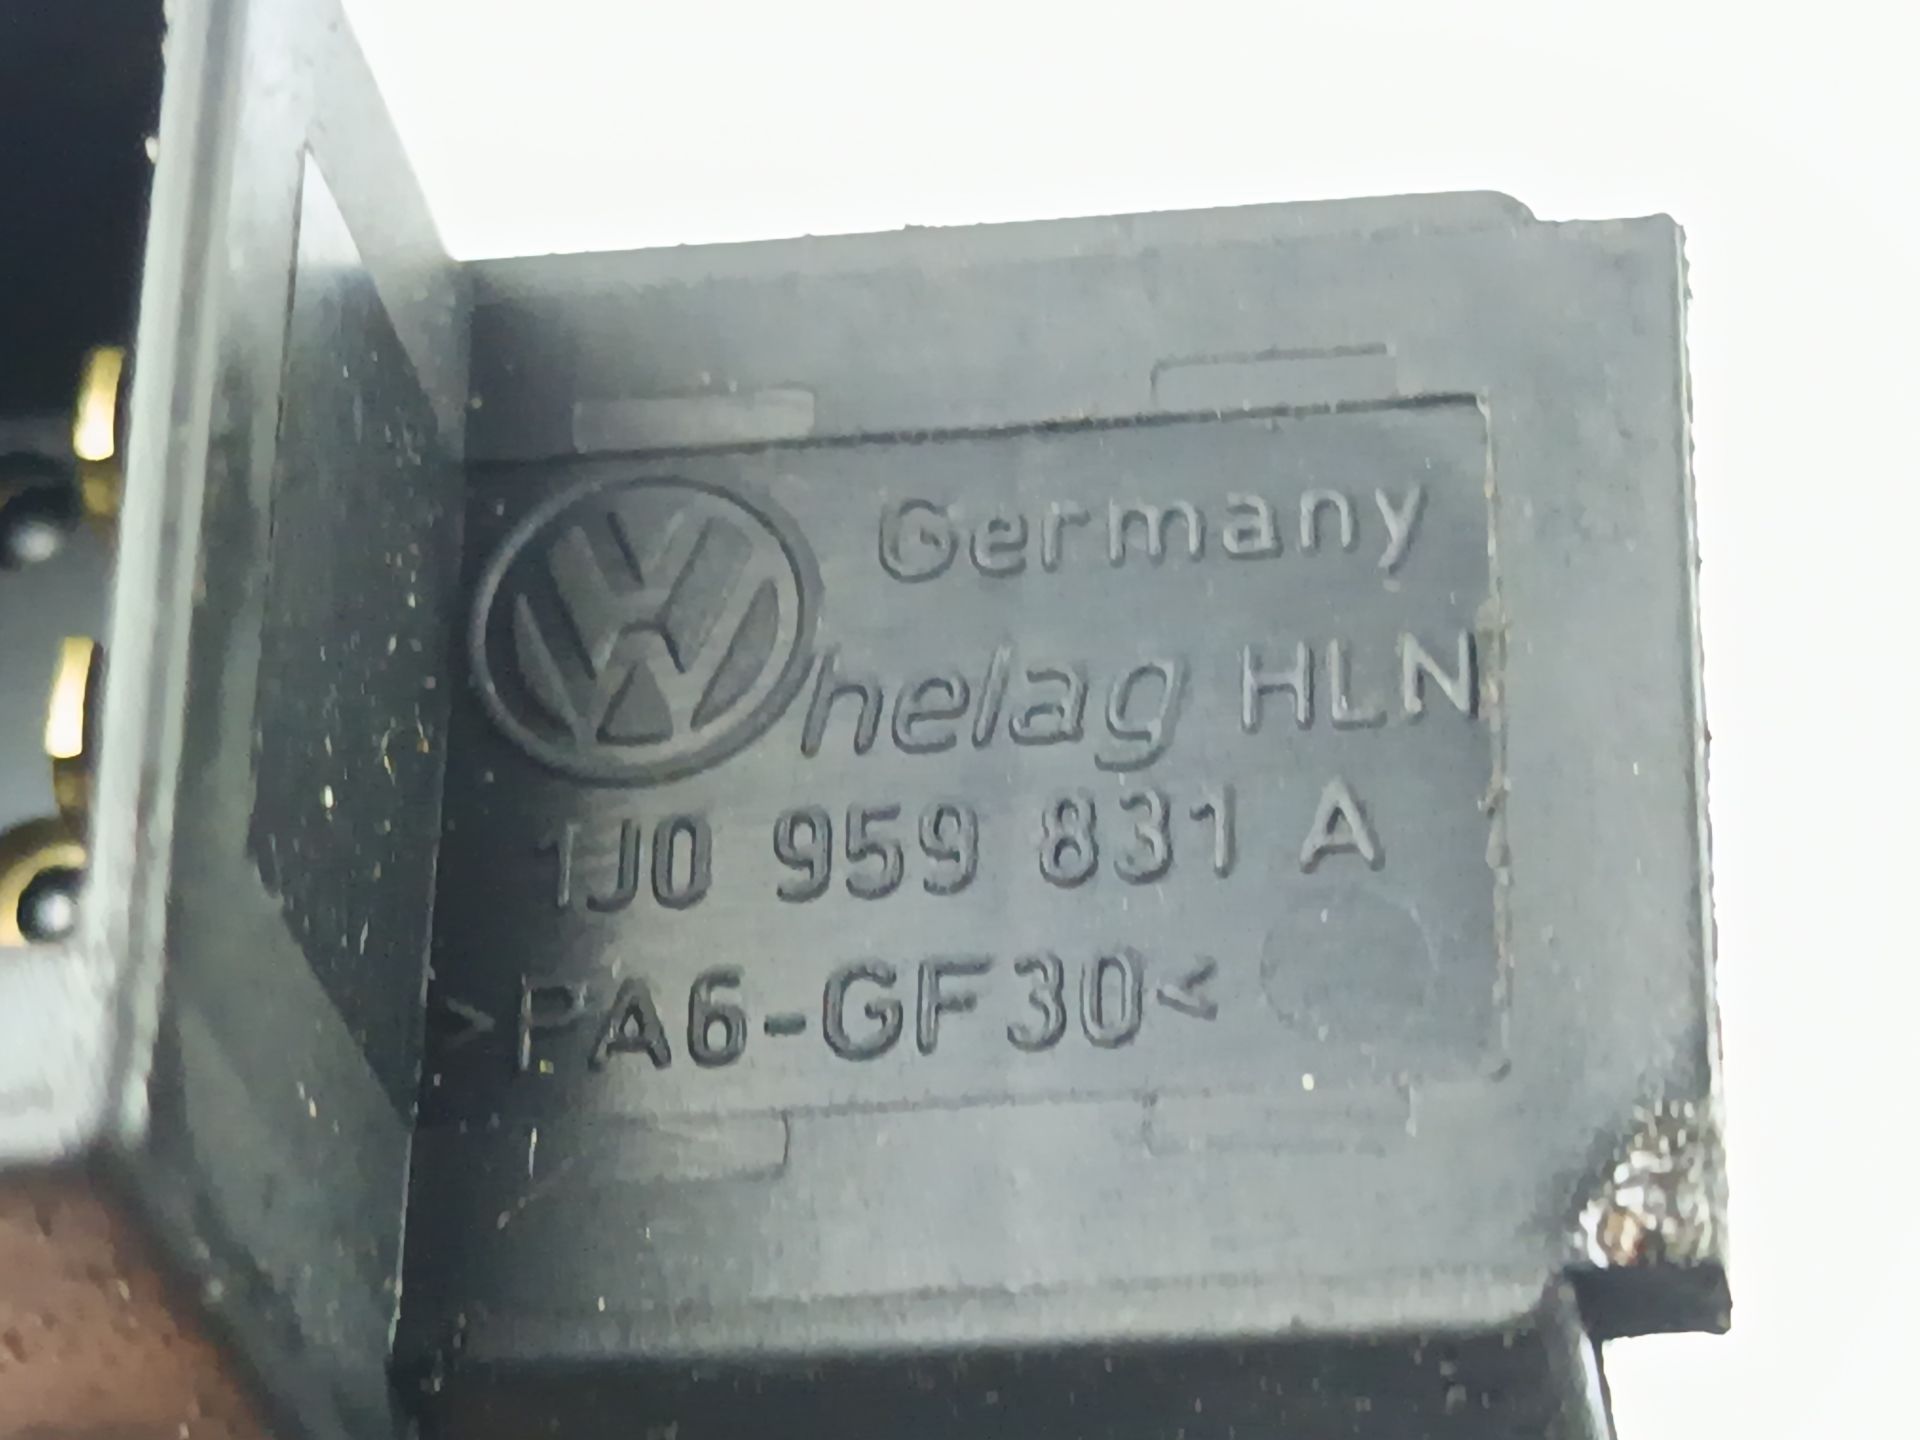 Germany
helag HLN
1J0 959 831 A
>PA6-GF30<